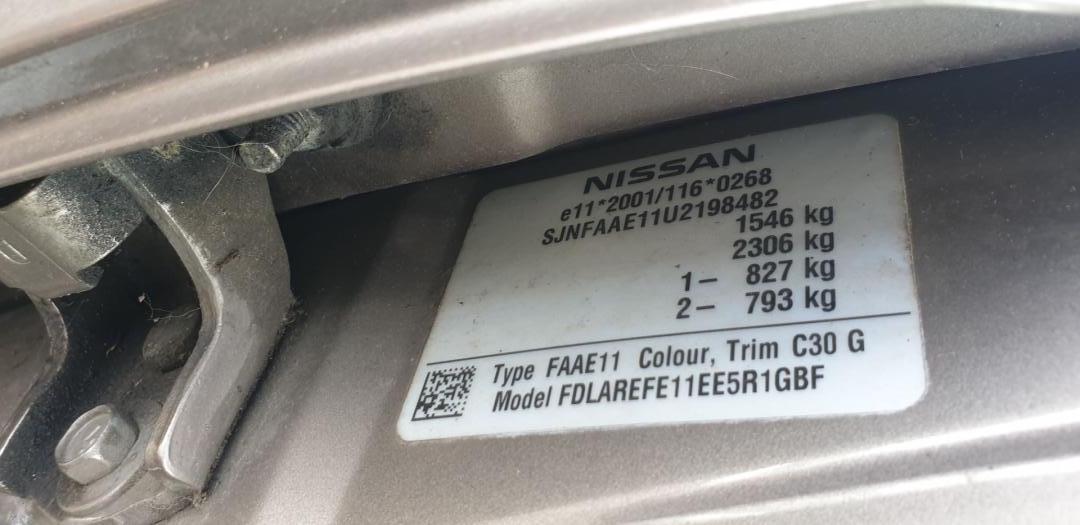 NISSAN
e11*2001/116*0268
SJNFAAE11U2198482
1546 kg
2306 kg
1– 827 kg
2– 793 kg
Type FAAE11 Colour, Trim C30 G
Model FDLAREFE11EE5R1GBF